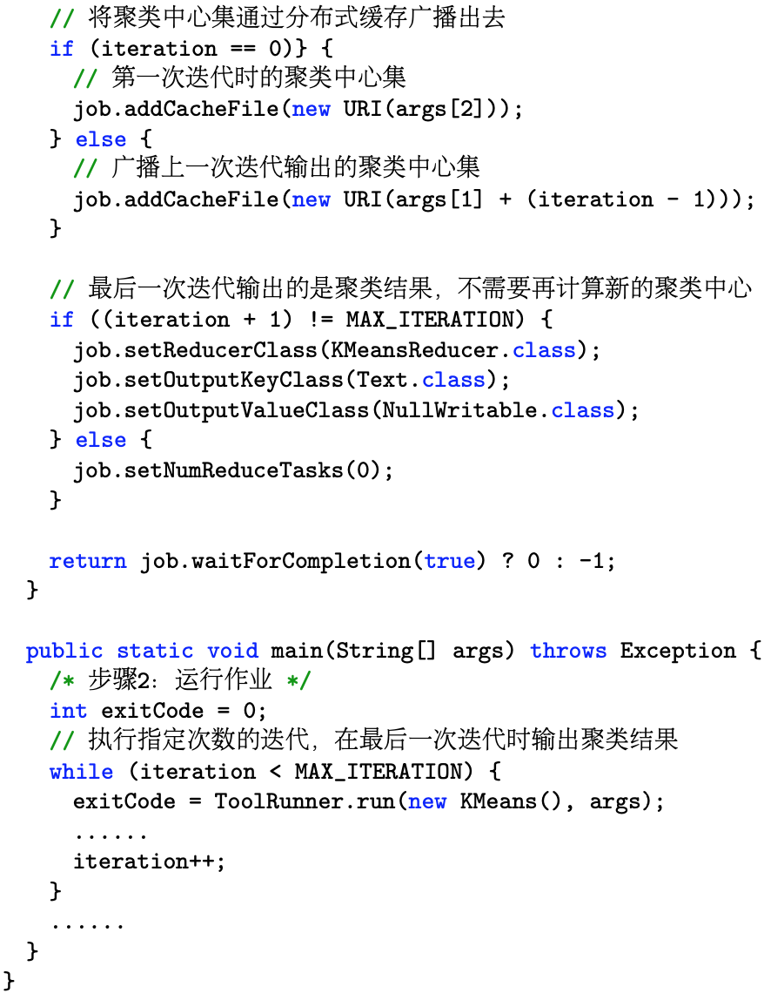 // 将聚类中心集通过分布式缓存广播出去
if (iteration == 0)} {
// 第一次迭代时的聚类中心集
job.addCacheFile(new URI(args[2]));
} else {
// 广播上一次迭代输出的聚类中心集
job.addCacheFile(new URI(args[1] + (iteration - 1)));
}
// 最后一次迭代输出的是聚类结果，不需要再计算新的聚类中心
if ((iteration + 1) != MAX_ITERATION) {
job.setReducerClass(KMeansReducer.class);
job.setOutputKeyClass(Text.class);
job.setOutputValueClass(NullWritable.class);
} else {
job.setNumReduceTasks(0);
}
return job.waitForCompletion(true) ? 0 : -1;
}
public static void main(String[] args) throws Exception {
/* 步骤2：运行作业 */
int exitCode = 0;
// 执行指定次数的迭代，在最后一次迭代时输出聚类结果
while (iteration < MAX_ITERATION) {
exitCode = ToolRunner.run(new KMeans(), args);
......
iteration++;
}
......
}
}